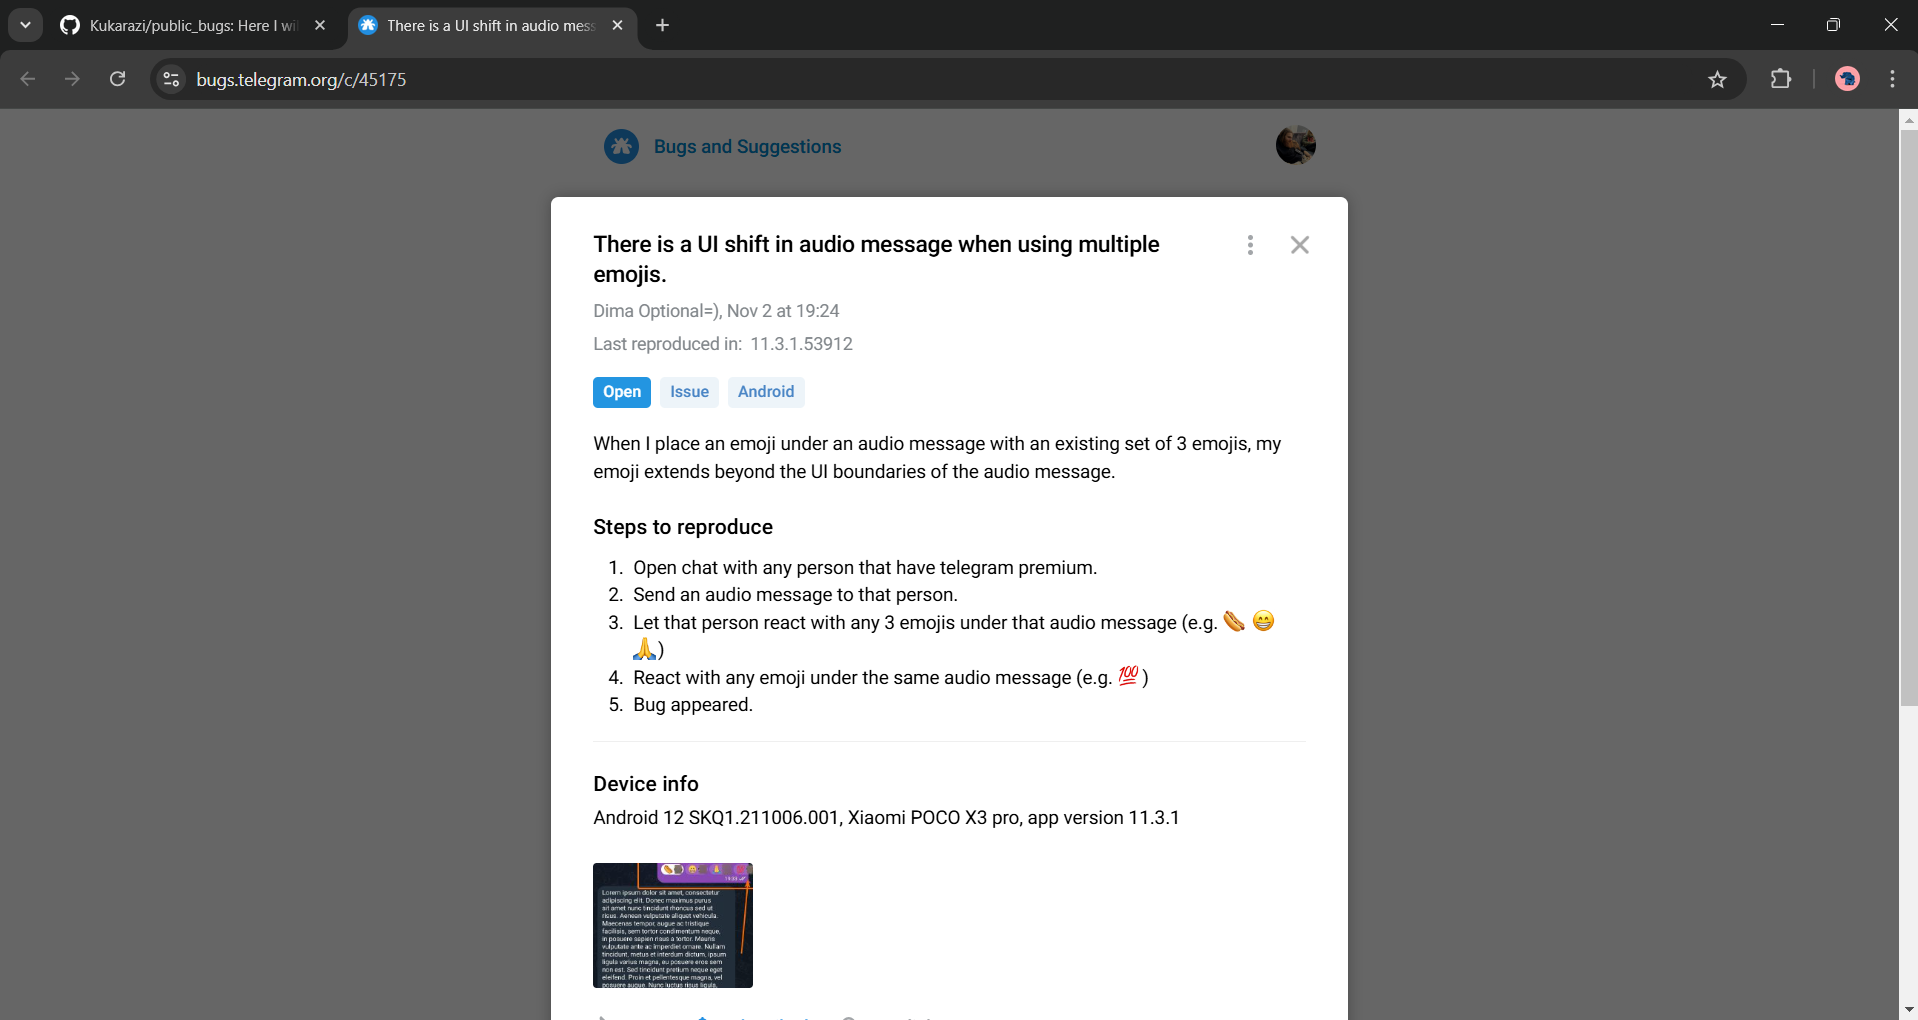 Kukarazi/public_bugs: Here I wi
There is a UI shift in audio mess
bugs.telegram.org/c/45175
Bugs and Suggestions
There is a UI shift in audio message when using multiple
emojis.
Dima Optional=), Nov 2 at 19:24
Last reproduced in: 11.3.1.53912
Open Issue Android
When I place an emoji under an audio message with an existing set of 3 emojis, my
emoji extends beyond the UI boundaries of the audio message.
Steps to reproduce
1. Open chat with any person that have telegram premium.
2. Send an audio message to that person.
3. Let that person react with any 3 emojis under that audio message (e.g. 🌭 😁
🙏)
4. React with any emoji under the same audio message (e.g. 💯 )
5. Bug appeared.
Device info
Android 12 SKQ1.211006.001, Xiaomi POCO X3 pro, app version 11.3.1
Lorem ipsum dolor sit amet, consectetur
adipiscing elit. Donec maximus purus
sit amet nunc tincidunt rhoncus sed ut
risus. Aenean vulputate aliquet vehicula.
Maecenas tempor, augue ac tristique
facilisis, sem tortor condimentum neque,
in posuere sapien risus a tortor. Mauris
vulputate ante ac imperdiet ornare. Nullam
tincidunt, metus et interdum dictum, ipsum
ligula varius magna, eu posuere eros sem
non est. Sed tincidunt pretium neque eget
eleifend. Proin et pellentesque magna, vel
posuere augue. Nunc luctus risus ligula,